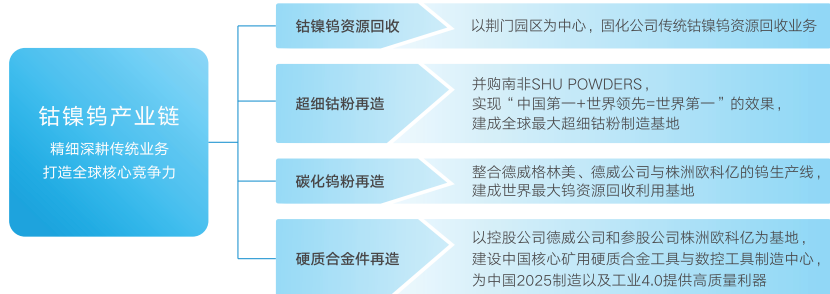 钴镍钨产业链
精细深耕传统业务
打造全球核心竞争力
钴镍钨资源回收
以荆门园区为中心，固化公司传统钴镍钨资源回收业务
超细钴粉再造
并购南非SHU POWDERS，
实现“中国第一+世界领先=世界第一”的效果，
建成全球最大超细钴粉制造基地
碳化钨粉再造
整合德威格林美、德威公司与株洲欧科亿的钨生产线，
建成世界最大钨资源回收利用基地
硬质合金件再造
以控股公司德威公司和参股公司株洲欧科亿为基地，
建设中国核心矿用硬质合金工具与数控工具制造中心，
为中国2025制造以及工业4.0提供高质量利器